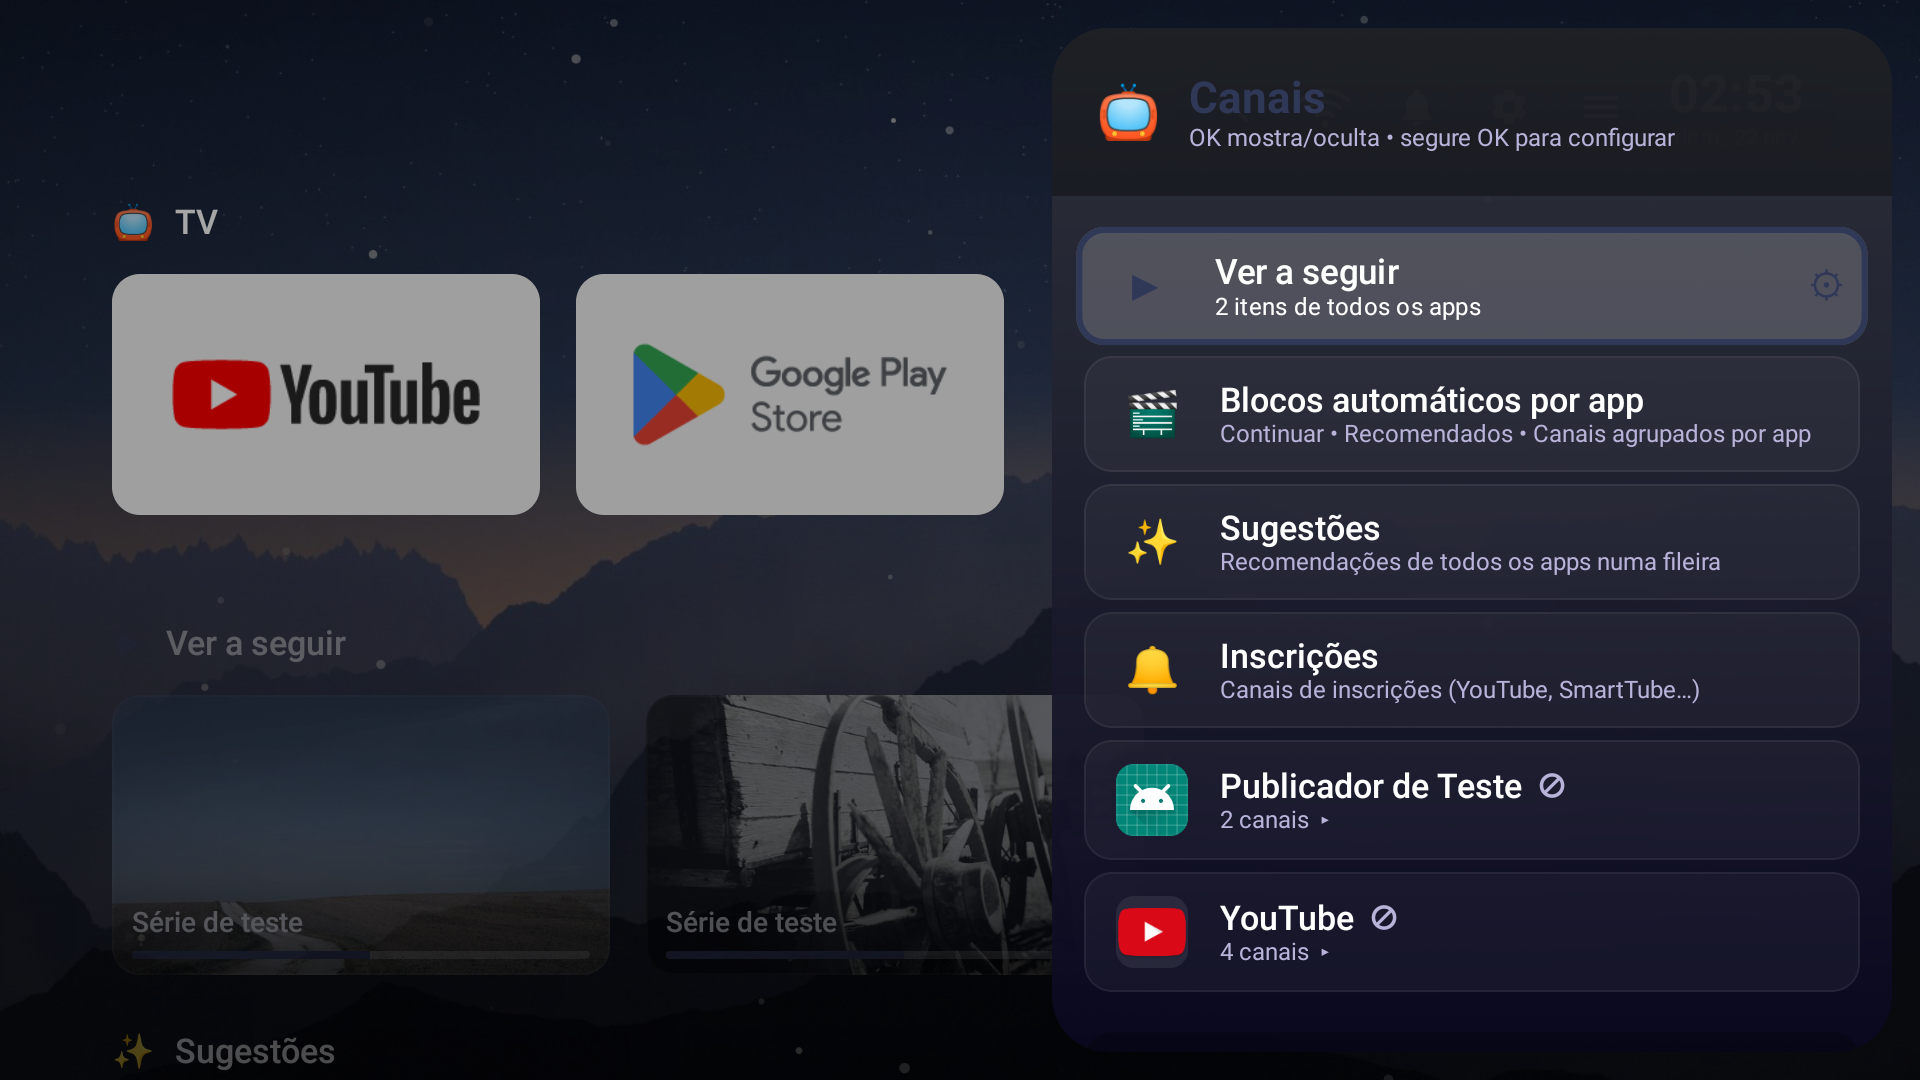 TV
YouTube
Google Play
Store
Ver a seguir
Série de teste
Série de teste
Sugestões
02:53
Canais
OK mostra/oculta • segure OK para configurar
Ver a seguir
2 itens de todos os apps
Blocos automáticos por app
Continuar • Recomendados • Canais agrupados por app
Sugestões
Recomendações de todos os apps numa fileira
Inscrições
Canais de inscrições (YouTube, SmartTube...)
Publicador de Teste
2 canais ▸
YouTube
4 canais ▸